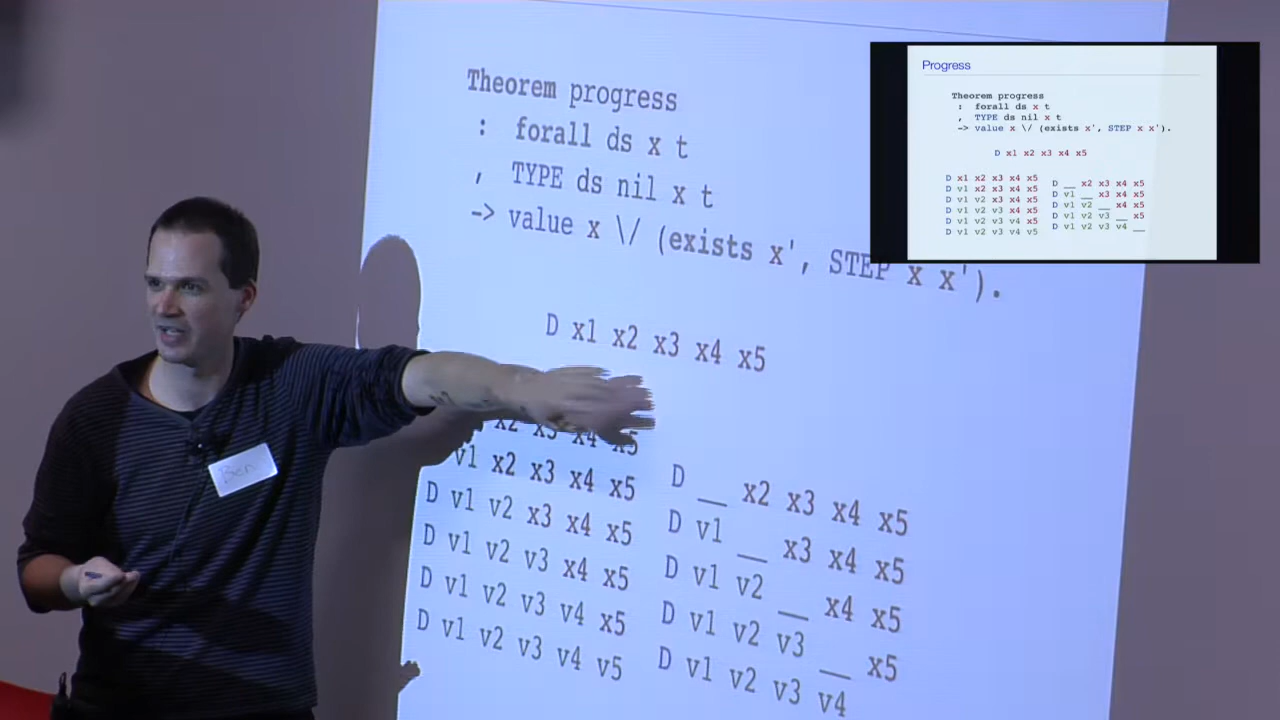 Theorem progress
: forall ds x t
, TYPE ds nil x t
-> value x \/ (exists x', STEP x x').
D x1 x2 x3 x4 x5
x2 x3 x4 x5
v1 x2 x3 x4 x5
D v1 v2 x3 x4 x5
D v1 v2 v3 x4 x5
D v1 v2 v3 v4 x5
D v1 v2 v3 v4 v5
D __ x2 x3 x4 x5
D v1 __ x3 x4 x5
D v1 v2 __ x4 x5
D v1 v2 v3 __ x5
D v1 v2 v3 v4
Ben
Progress
Theorem progress
: forall ds x t
, TYPE ds nil x t
-> value x \/ (exists x', STEP x x').
D x1 x2 x3 x4 x5
D x1 x2 x3 x4 x5
D v1 x2 x3 x4 x5
D v1 v2 x3 x4 x5
D v1 v2 v3 x4 x5
D v1 v2 v3 v4 x5
D v1 v2 v3 v4 v5
D __ x2 x3 x4 x5
D v1 __ x3 x4 x5
D v1 v2 __ x4 x5
D v1 v2 v3 __ x5
D v1 v2 v3 v4 __